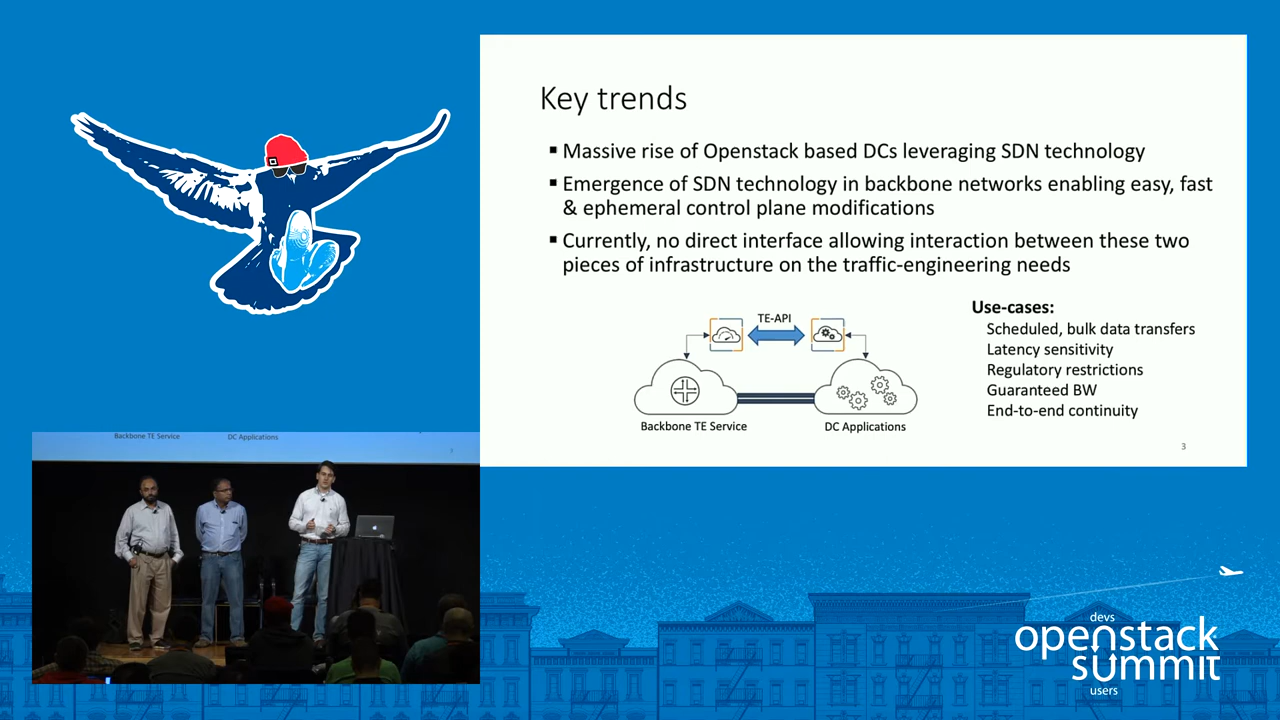 Key trends
▪ Massive rise of Openstack based DCs leveraging SDN technology
▪ Emergence of SDN technology in backbone networks enabling easy, fast
& ephemeral control plane modifications
▪ Currently, no direct interface allowing interaction between these two
pieces of infrastructure on the traffic-engineering needs
TE-API
Backbone TE Service
DC Applications
Use-cases:
Scheduled, bulk data transfers
Latency sensitivity
Regulatory restrictions
Guaranteed BW
End-to-end continuity
3
Backbone TE Service
DC Applications
3
devs
openstack
summit
users